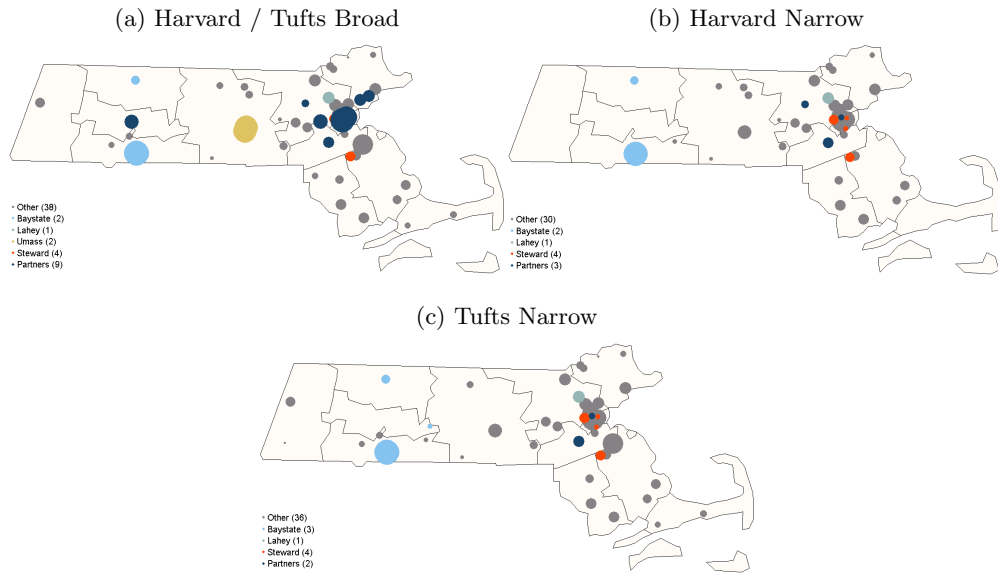 (a) Harvard / Tufts Broad
(b) Harvard Narrow
Other (38)
Baystate (2)
Lahey (1)
Umass (2)
Steward (4)
Partners (9)
Other (30)
Baystate (2)
Lahey (1)
Steward (4)
Partners (3)
(c) Tufts Narrow
Other (36)
Baystate (3)
Lahey (1)
Steward (4)
Partners (2)